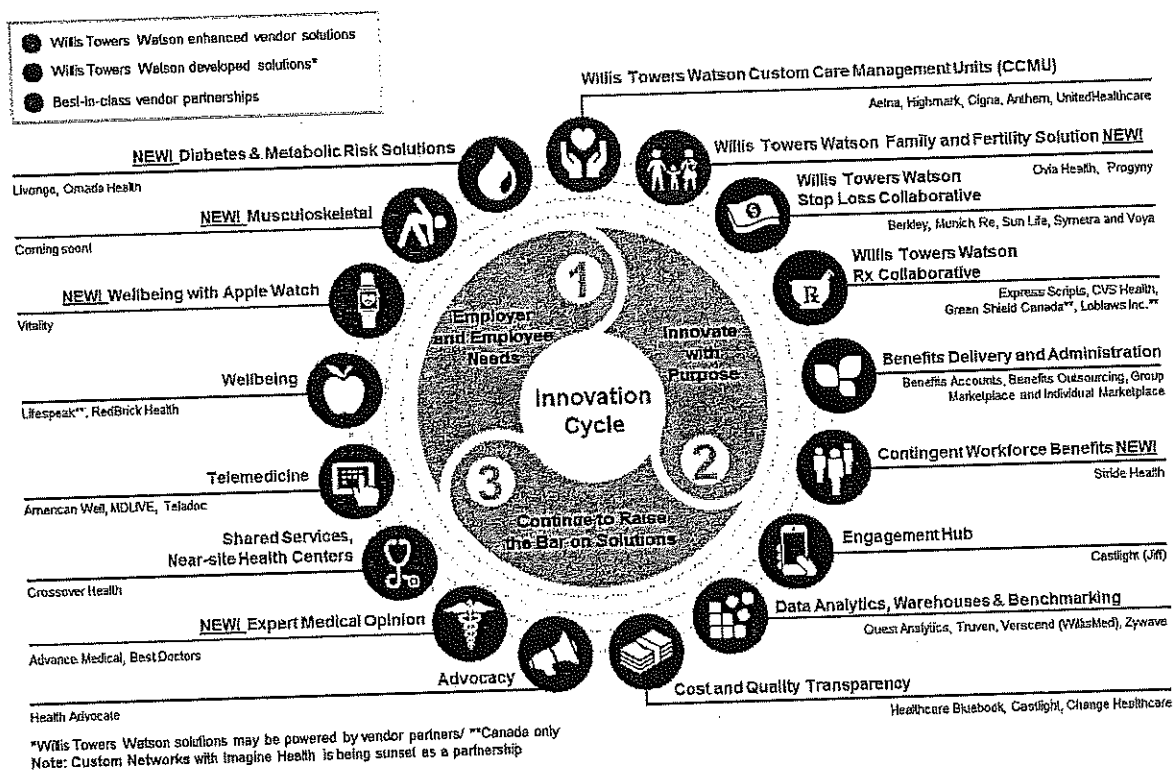 Willis Towers Watson enhanced vendor solutions
Willis Towers Watson developed solutions*
Best-in-class vendor partnerships
Willis Towers Watson Custom Care Management Units (CCMU)
Aetna, Highmark, Cigna, Anthem, UnitedHealthcare
Willis Towers Watson Family and Fertility Solution NEW!
Ovia Health, Progyny
Willis Towers Watson
Stop Loss Collaborative
Berkley, Munich Re, Sun Life, Symetra and Voya
Willis Towers Watson
Rx Collaborative
Express Scripts, CVS Health,
Green Shield Canada**, Loblaws Inc.**
Benefits Delivery and Administration
Benefits Accounts, Benefits Outsourcing, Group
Marketplace and Individual Marketplace
Contingent Workforce Benefits NEW!
Stride Health
Engagement Hub
Castlight (Jiff)
Data Analytics, Warehouses & Benchmarking
Quest Analytics, Truven, Verscend (WillisMed), Zywave
Cost and Quality Transparency
Healthcare Bluebook, Castlight, Change Healthcare
NEW! Diabetes & Metabolic Risk Solutions
Livongo, Omada Health
NEW! Musculoskeletal
Coming soon!
NEW! Wellbeing with Apple Watch
Vitality
Wellbeing
Lifespeak**, RedBrick Health
Telemedicine
American Well, MDLIVE, Teladoc
Shared Services,
Near-site Health Centers
Crossover Health
NEW! Expert Medical Opinion
Advance Medical, Best Doctors
Advocacy
Health Advocate
1
Employer
and Employee
Needs
Innovate
with
Purpose
Innovation
Cycle
2
3
Continue to Raise
the Bar on Solutions
$
Rx
*Willis Towers Watson solutions may be powered by vendor partners/ **Canada only
Note: Custom Networks with Imagine Health is being sunset as a partnership